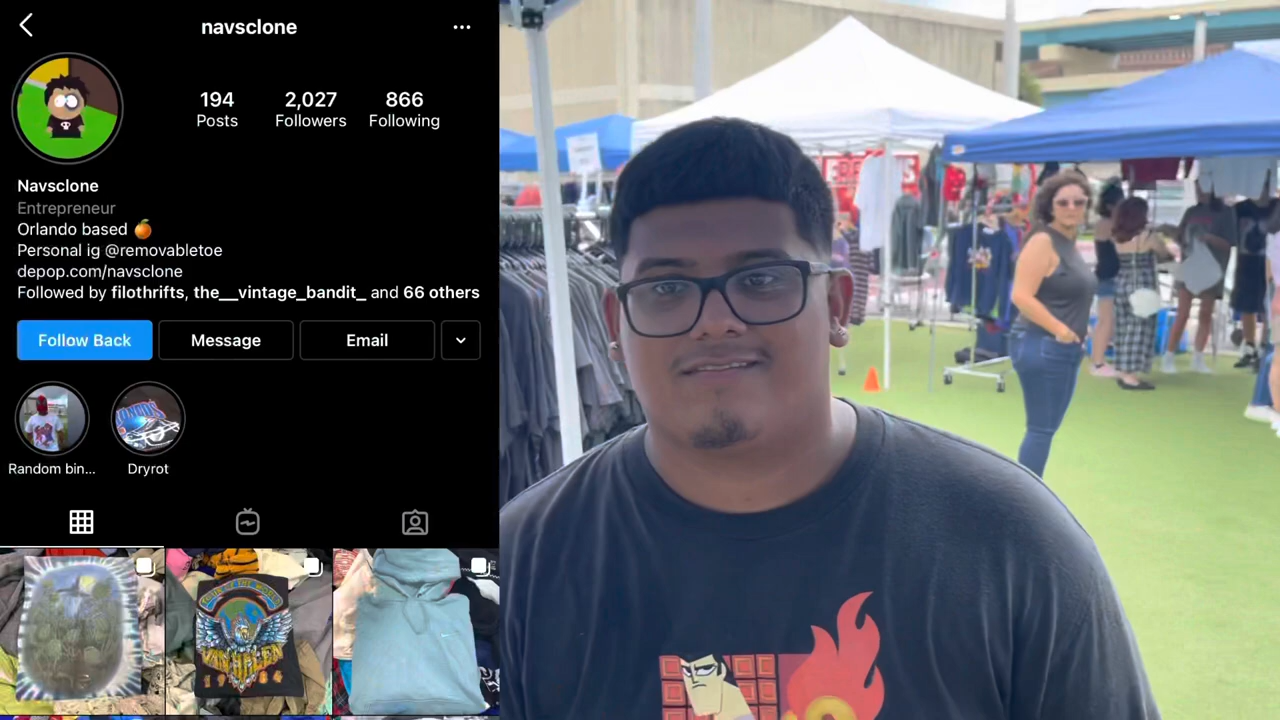 navsclone
194
Posts
2,027
Followers
866
Following
Navsclone
Entrepreneur
Orlando based 🍊
Personal ig @removabletoe
depop.com/navsclone
Followed by filothrifts, the__vintage_bandit_ and 66 others
Follow Back
Message
Email
Random bin...
Dryrot